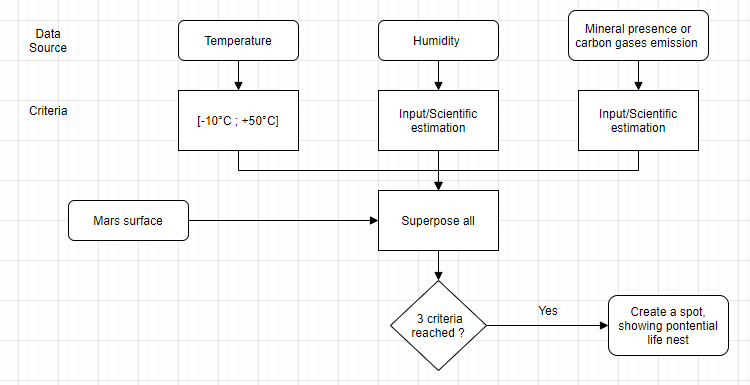 Data
Source
Temperature
Humidity
Mineral presence or
carbon gases emission
Criteria
[-10°C ; +50°C]
Input/Scientific
estimation
Input/Scientific
estimation
Mars surface
Superpose all
3 criteria
reached ?
Yes
Create a spot,
showing pontential
life nest